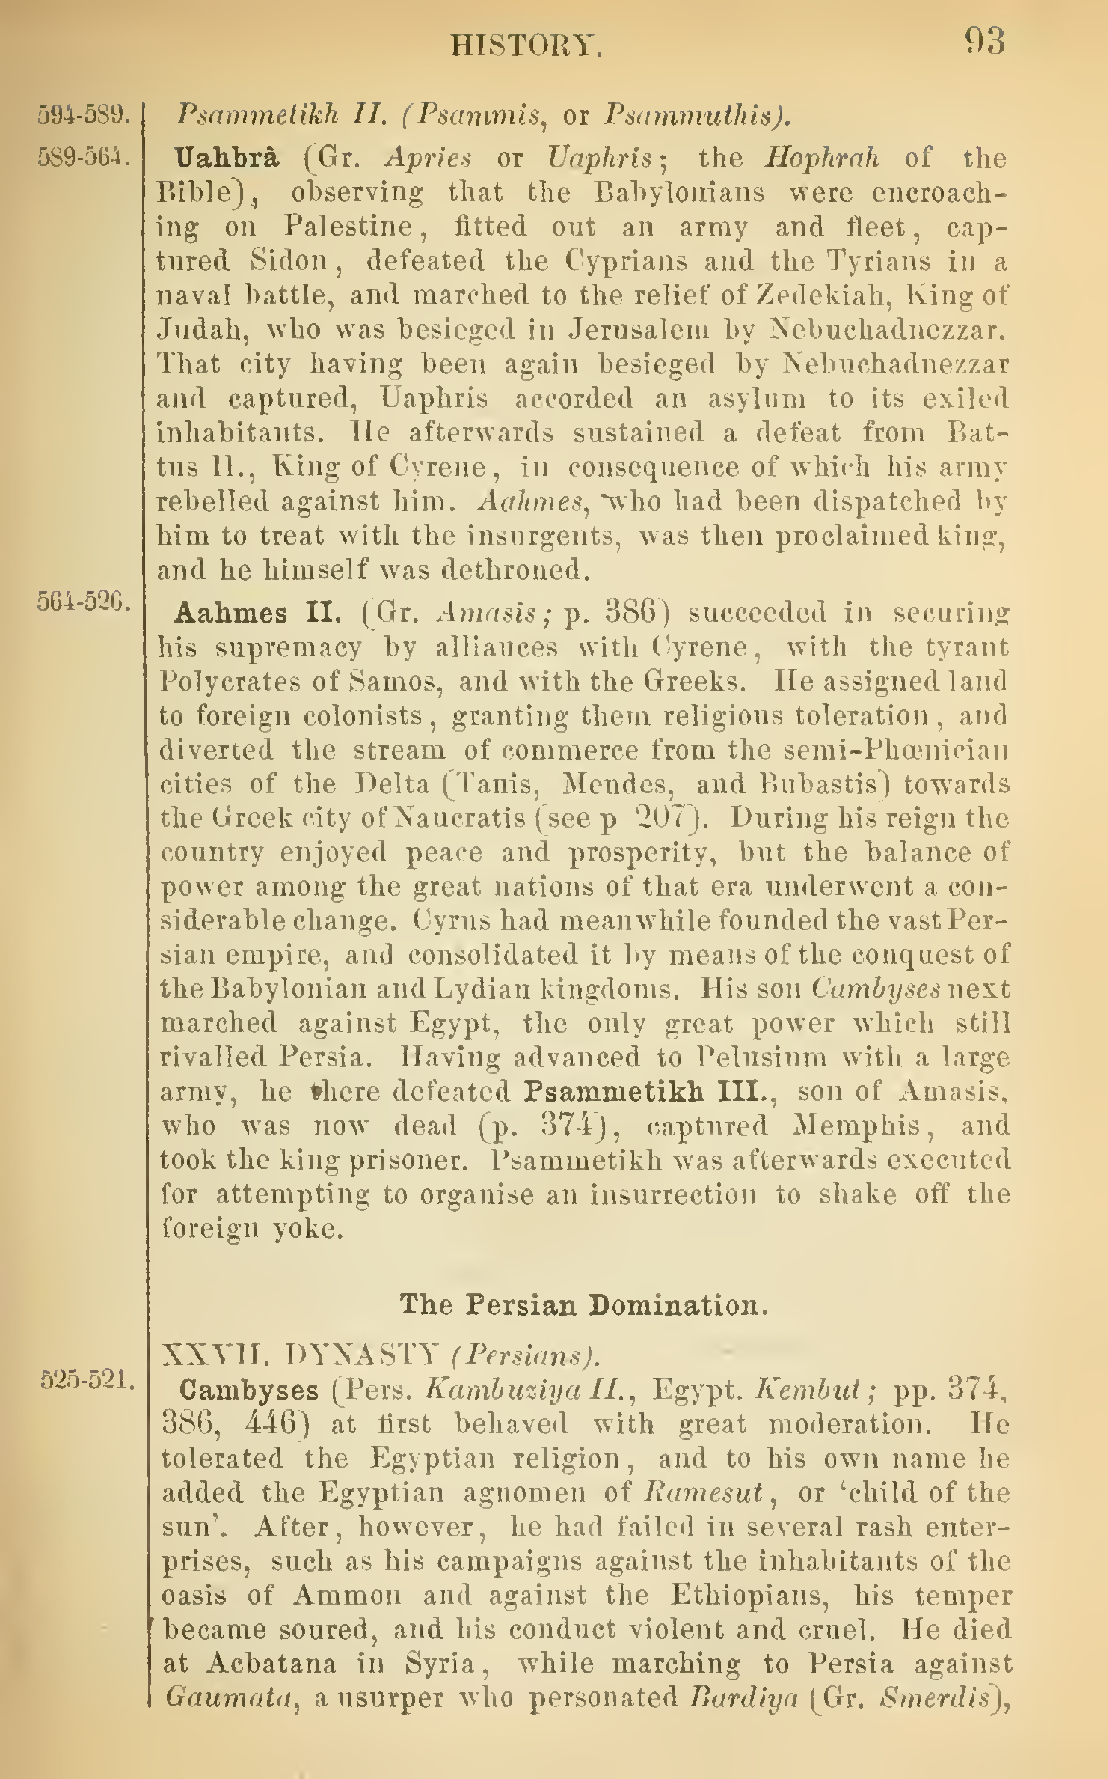 HISTORY. 93
594-589. Psammetikh II. (Psammis, or Psammuthis).
589-564. Uahbrâ (Gr. Apries or Uaphris; the Hophrah of the
Bible), observing that the Babylonians were encroach-
ing on Palestine, fitted out an army and fleet, cap-
tured Sidon, defeated the Cyprians and the Tyrians in a
naval battle, and marched to the relief of Zedekiah, King of
Judah, who was besieged in Jerusalem by Nebuchadnezzar.
That city having been again besieged by Nebuchadnezzar
and captured, Uaphris accorded an asylum to its exiled
inhabitants. He afterwards sustained a defeat from Bat-
tus II., King of Cyrene, in consequence of which his army
rebelled against him. Aahmes, who had been dispatched by
him to treat with the insurgents, was then proclaimed king,
and he himself was dethroned.
564-526. Aahmes II. (Gr. Amasis; p. 386) succeeded in securing
his supremacy by alliances with Cyrene, with the tyrant
Polycrates of Samos, and with the Greeks. He assigned land
to foreign colonists, granting them religious toleration, and
diverted the stream of commerce from the semi-Phœnician
cities of the Delta (Tanis, Mendes, and Bubastis) towards
the Greek city of Naucratis (see p 207). During his reign the
country enjoyed peace and prosperity, but the balance of
power among the great nations of that era underwent a con-
siderable change. Cyrus had meanwhile founded the vast Per-
sian empire, and consolidated it by means of the conquest of
the Babylonian and Lydian kingdoms. His son Cambyses next
marched against Egypt, the only great power which still
rivalled Persia. Having advanced to Pelusium with a large
army, he there defeated Psammetikh III., son of Amasis,
who was now dead (p. 374), captured Memphis, and
took the king prisoner. Psammetikh was afterwards executed
for attempting to organise an insurrection to shake off the
foreign yoke.
The Persian Domination.
XXVII. DYNASTY (Persians).
525-521. Cambyses (Pers. Kambuziya II., Egypt. Kembut; pp. 374,
386, 446) at first behaved with great moderation. He
tolerated the Egyptian religion, and to his own name he
added the Egyptian agnomen of Ramesut, or ‘child of the
sun’. After, however, he had failed in several rash enter-
prises, such as his campaigns against the inhabitants of the
oasis of Ammon and against the Ethiopians, his temper
became soured, and his conduct violent and cruel. He died
at Acbatana in Syria, while marching to Persia against
Gaumata, a usurper who personated Bardiya (Gr. Smerdis),